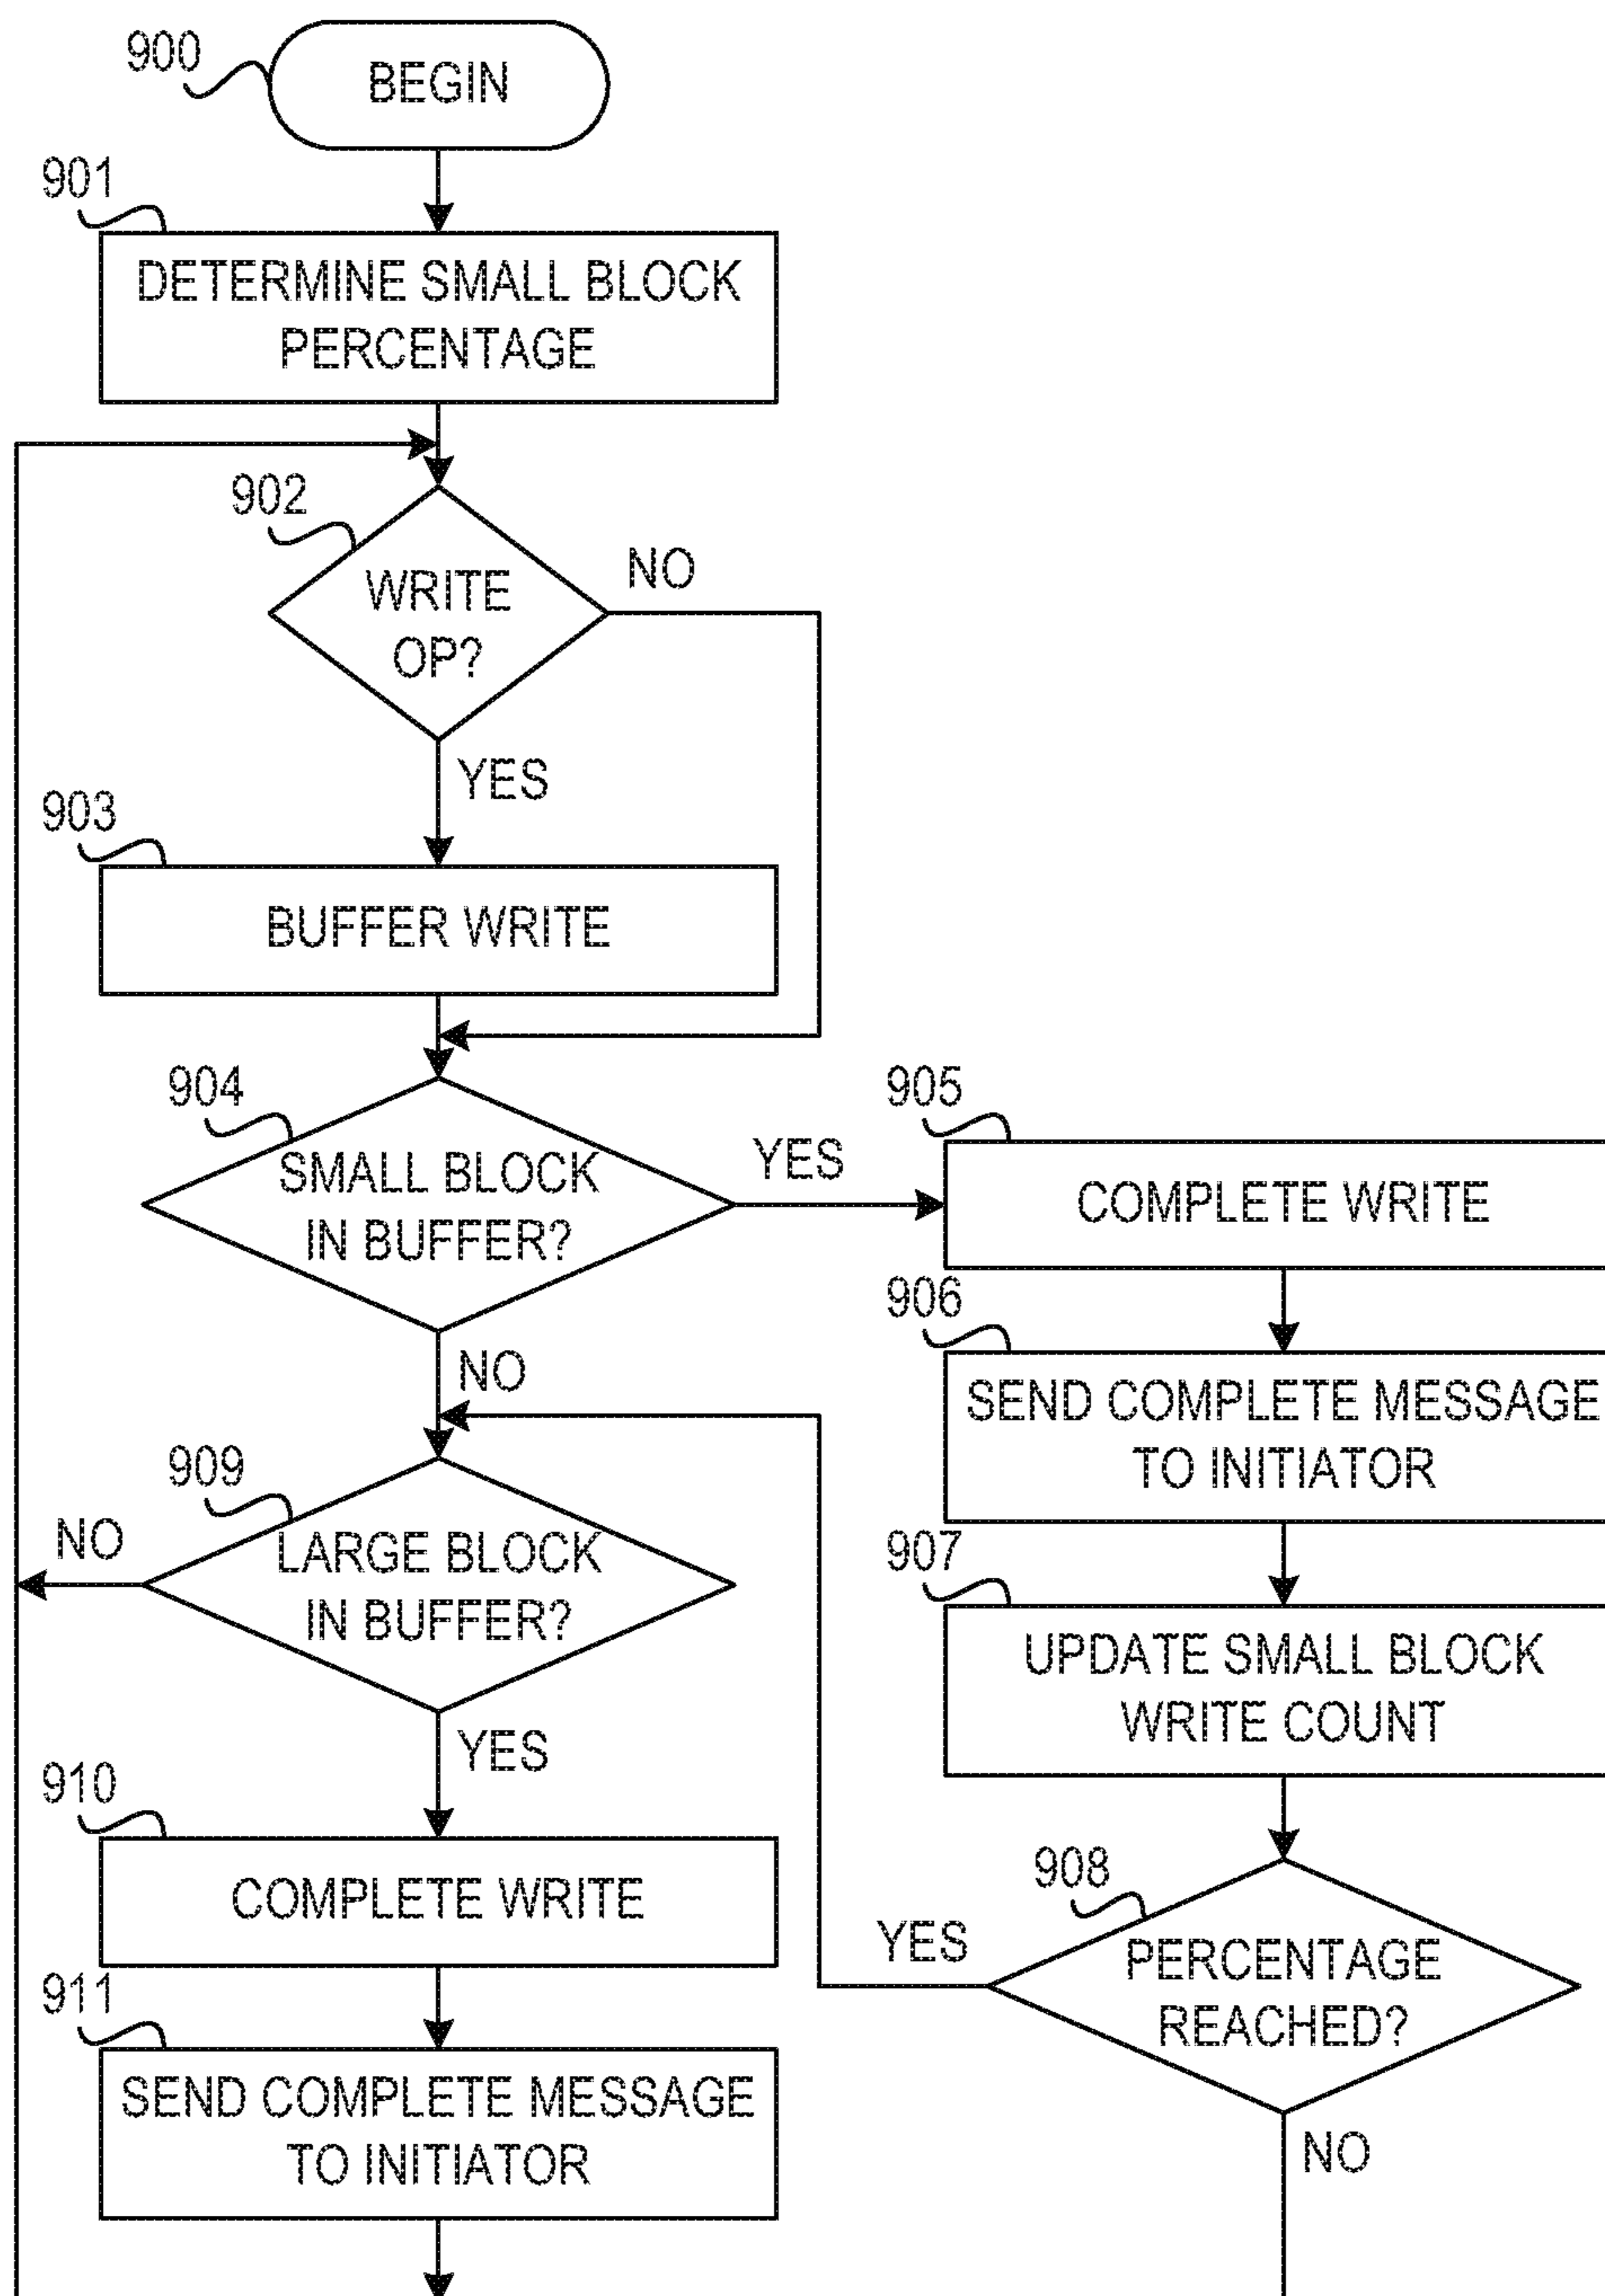 900
BEGIN
901
DETERMINE SMALL BLOCK
PERCENTAGE
902
WRITE
OP?
NO
YES
903
BUFFER WRITE
904
SMALL BLOCK
IN BUFFER?
YES
NO
905
COMPLETE WRITE
906
SEND COMPLETE MESSAGE
TO INITIATOR
907
UPDATE SMALL BLOCK
WRITE COUNT
908
PERCENTAGE
REACHED?
YES
NO
909
LARGE BLOCK
IN BUFFER?
NO
YES
910
COMPLETE WRITE
911
SEND COMPLETE MESSAGE
TO INITIATOR